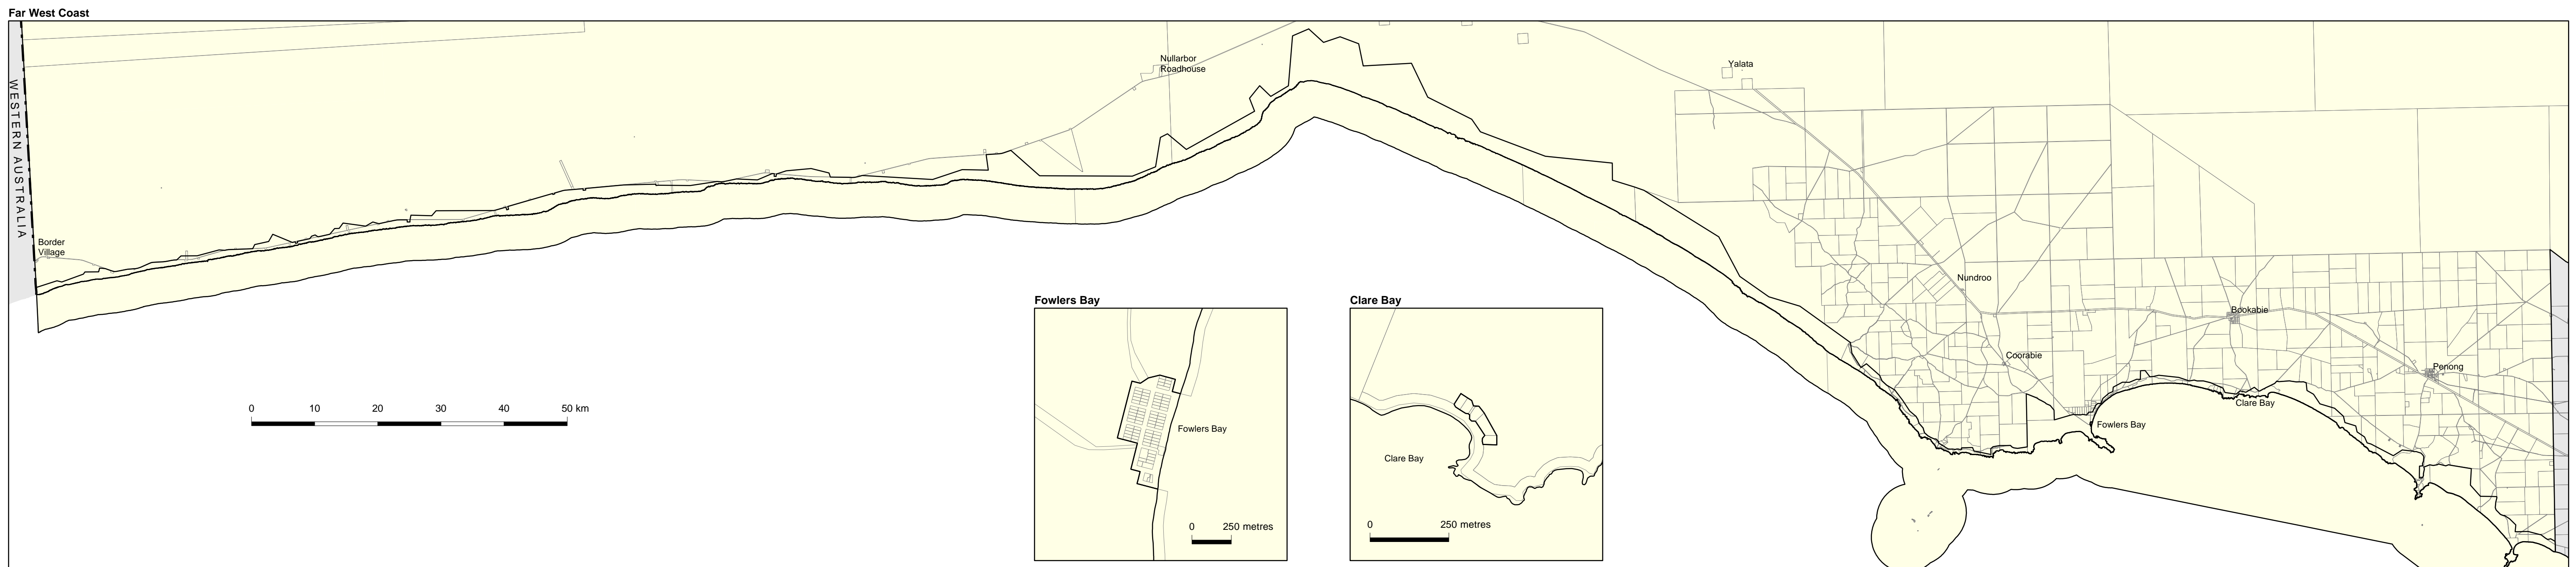 Far West Coast
WESTERN AUSTRALIA
Nullarbor
Roadhouse
Yalata
Border
Village
Nundroo
Bookabie
Coorabie
Penong
Clare Bay
Fowlers Bay
0 10 20 30 40 50 km
Fowlers Bay
Fowlers Bay
0 250 metres
Clare Bay
Clare Bay
0 250 metres